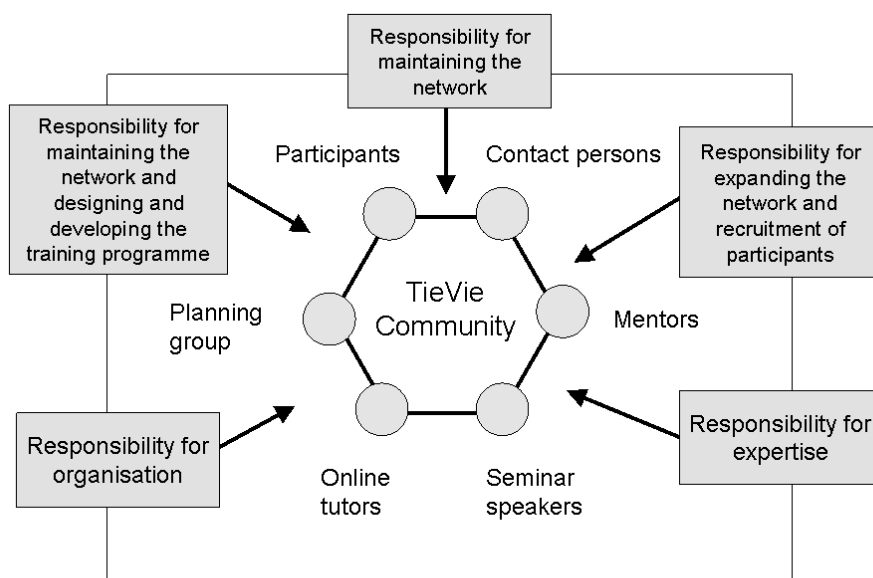 Responsibility for
maintaining the
network
Responsibility for
maintaining the
network and
designing and
developing the
training programme
Participants
Contact persons
Responsibility for
expanding the
network and
recruitment of
participants
TieVie
Community
Planning
group
Mentors
Responsibility for
organisation
Responsibility for
expertise
Online
tutors
Seminar
speakers